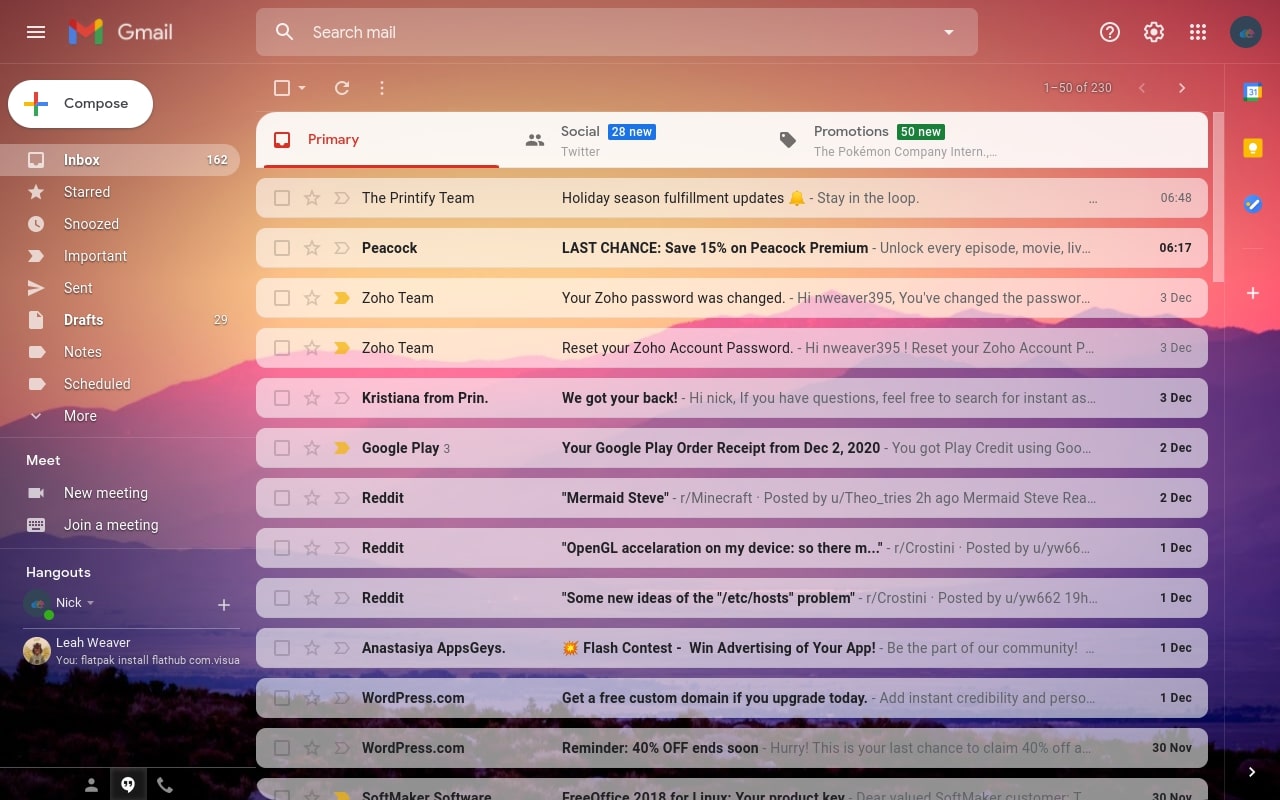 Gmail
Search mail
Compose
1–50 of 230
Primary
Social 28 new
Twitter
Promotions 50 new
The Pokémon Company Intern.,…
Inbox 162
Starred
Snoozed
Important
Sent
Drafts 29
Notes
Scheduled
More
Meet
New meeting
Join a meeting
Hangouts
Nick
Leah Weaver
You: flatpak install flathub com.visua
The Printify Team Holiday season fulfillment updates 🔔 - Stay in the loop. … 06:48
Peacock LAST CHANCE: Save 15% on Peacock Premium - Unlock every episode, movie, liv… 06:17
Zoho Team Your Zoho password was changed. - Hi nweaver395, You've changed the passwor… 3 Dec
Zoho Team Reset your Zoho Account Password. - Hi nweaver395 ! Reset your Zoho Account P… 3 Dec
Kristiana from Prin. We got your back! - Hi nick, If you have questions, feel free to search for instant as… 3 Dec
Google Play 3 Your Google Play Order Receipt from Dec 2, 2020 - You got Play Credit using Goo… 2 Dec
Reddit "Mermaid Steve" - r/Minecraft · Posted by u/Theo_tries 2h ago Mermaid Steve Rea… 2 Dec
Reddit "OpenGL accelaration on my device: so there m..." - r/Crostini · Posted by u/yw66… 1 Dec
Reddit "Some new ideas of the "/etc/hosts" problem" - r/Crostini · Posted by u/yw662 19h… 1 Dec
Anastasiya AppsGeys. 💥 Flash Contest - Win Advertising of Your App! - Be the part of our community! … 1 Dec
WordPress.com Get a free custom domain if you upgrade today. - Add instant credibility and perso… 1 Dec
WordPress.com Reminder: 40% OFF ends soon - Hurry! This is your last chance to claim 40% off a… 30 Nov
SoftMaker Software FreeOffice 2018 for Linux: Your product key - Dear valued SoftMaker customer: T… 30 Nov
31